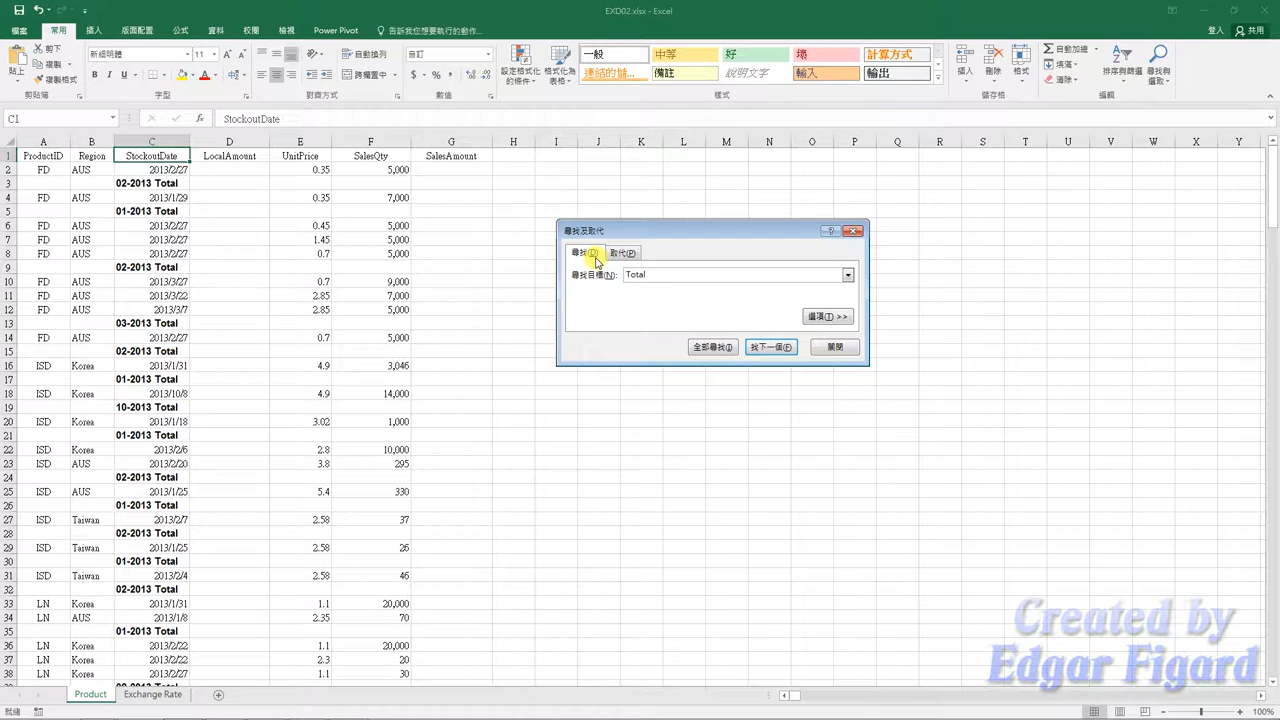 EXD02.xlsx - Excel
檔案 常用 插入 版面配置 公式 資料 校閱 檢視 Power Pivot 告訴我您想要執行的動作... 登入 共用
貼上 剪下 複製 複製格式 剪貼簿
新細明體 11 B I U 字型
自動換列 跨欄置中 對齊方式
自訂 $ % , 數值
設定格式化的條件 格式化為表格 一般 中等 好 壞 計算方式
連結的儲... 備註 說明文字 輸入 輸出 樣式
插入 刪除 格式 儲存格
自動加總 填滿 清除 排序與篩選 尋找與選取 編輯
C1 fx StockoutDate
A B C D E F G H I J K L M N O P Q R S T U V W X Y
1 ProductID Region StockoutDate LocalAmount UnitPrice SalesQty SalesAmount
2 FD AUS 2013/2/27 0.35 5,000
3 02-2013 Total
4 FD AUS 2013/1/29 0.35 7,000
5 01-2013 Total
6 FD AUS 2013/2/27 0.45 5,000
7 FD AUS 2013/2/27 1.45 5,000
8 FD AUS 2013/2/27 0.7 5,000
9 02-2013 Total
10 FD AUS 2013/3/27 0.7 9,000
11 FD AUS 2013/3/22 2.85 7,000
12 FD AUS 2013/3/7 2.85 5,000
13 03-2013 Total
14 FD AUS 2013/2/27 0.7 5,000
15 02-2013 Total
16 ISD Korea 2013/1/31 4.9 3,046
17 01-2013 Total
18 ISD Korea 2013/10/8 4.9 14,000
19 10-2013 Total
20 ISD Korea 2013/1/18 3.02 1,000
21 01-2013 Total
22 ISD Korea 2013/2/6 2.8 10,000
23 ISD AUS 2013/2/20 3.8 295
24 02-2013 Total
25 ISD AUS 2013/1/25 5.4 330
26 01-2013 Total
27 ISD Taiwan 2013/2/7 2.58 37
28 02-2013 Total
29 ISD Taiwan 2013/1/25 2.58 26
30 01-2013 Total
31 ISD Taiwan 2013/2/4 2.58 46
32 02-2013 Total
33 LN Korea 2013/1/31 1.1 20,000
34 LN AUS 2013/1/8 2.35 70
35 01-2013 Total
36 LN Korea 2013/2/22 1.1 20,000
37 LN Korea 2013/2/22 2.3 20
38 LN Korea 2013/2/27 1.1 30
尋找及取代
尋找(D) 取代(P)
尋找目標(N): Total
選項(T) >>
全部尋找(I) 找下一個(F) 關閉
Created by
Edgar Figard
Product Exchange Rate
就緒 100%